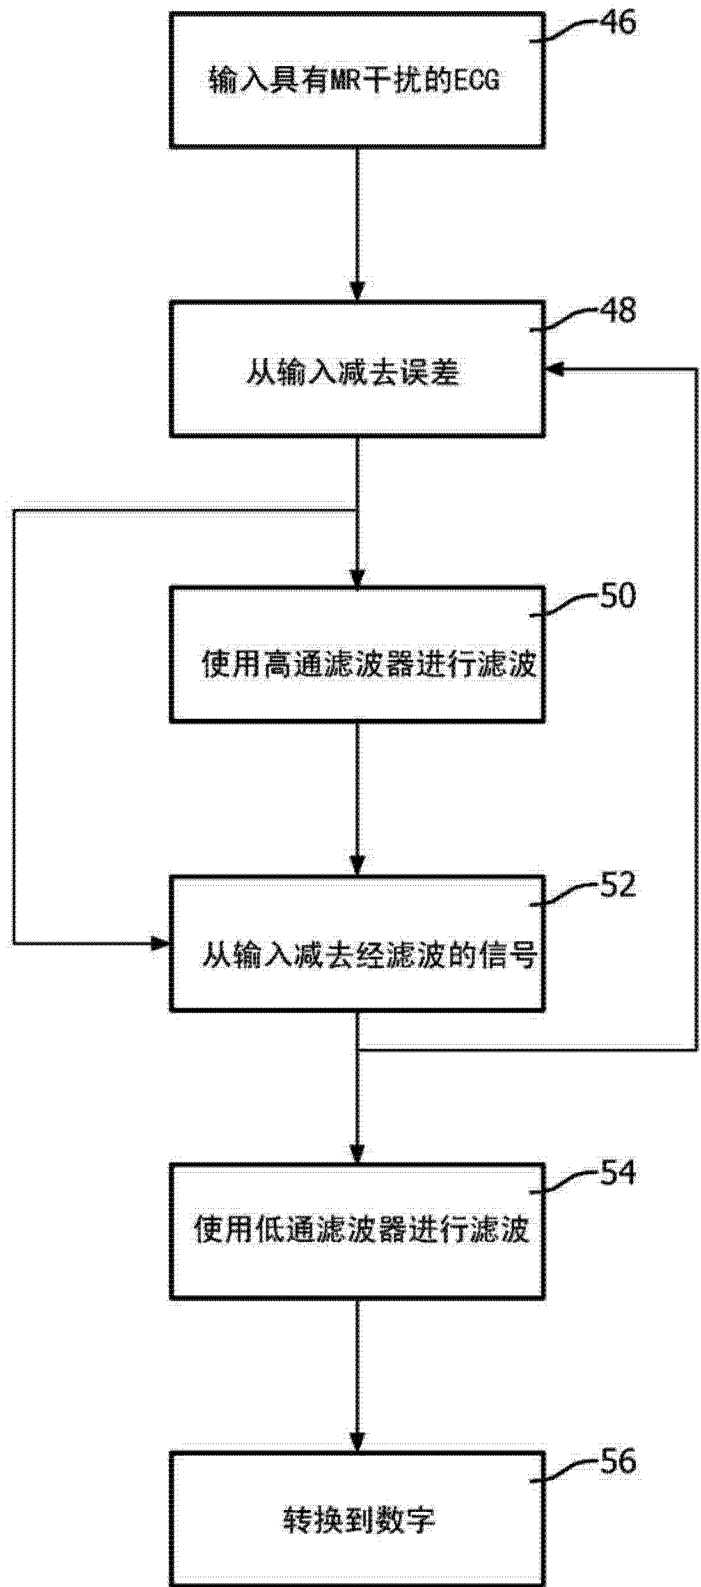 46
输入具有MR干扰的ECG
48
从输入减去误差
50
使用高通滤波器进行滤波
52
从输入减去经滤波的信号
54
使用低通滤波器进行滤波
56
转换到数字